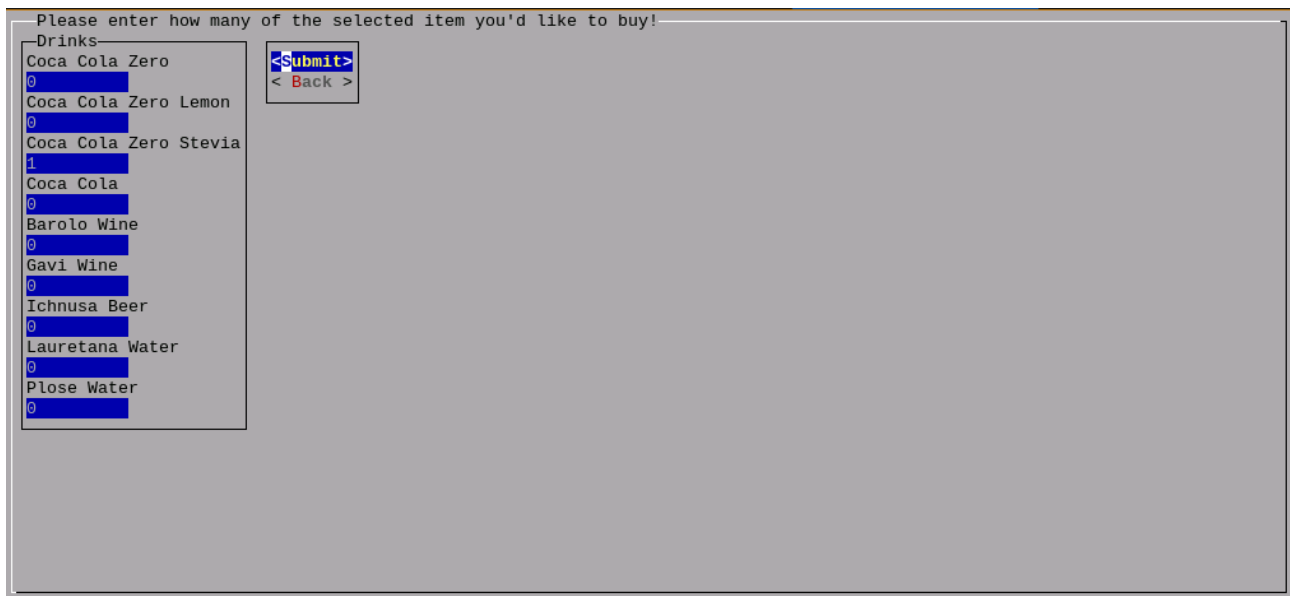 Please enter how many of the selected item you'd like to buy!
Drinks
Coca Cola Zero
0
Coca Cola Zero Lemon
0
Coca Cola Zero Stevia
1
Coca Cola
0
Barolo Wine
0
Gavi Wine
0
Ichnusa Beer
0
Lauretana Water
0
Plose Water
0
<Submit>
< Back >